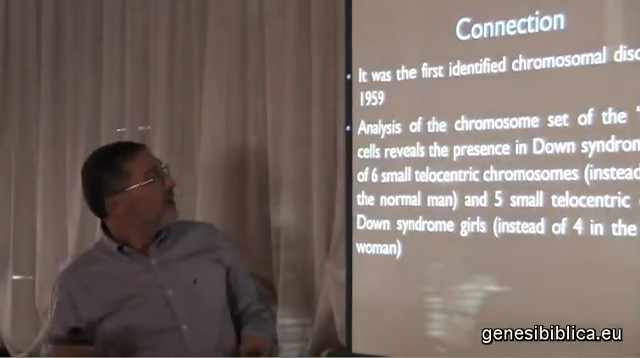 Connection
• It was the first identified chromosomal
1959
• Analysis of the chromosome set of the
cells reveals the presence in Down
of 6 small telocentric chromosomes (instead
the normal man) and 5 small telocentric
Down syndrome girls (instead of 4 in the
woman)
genesibiblica.eu